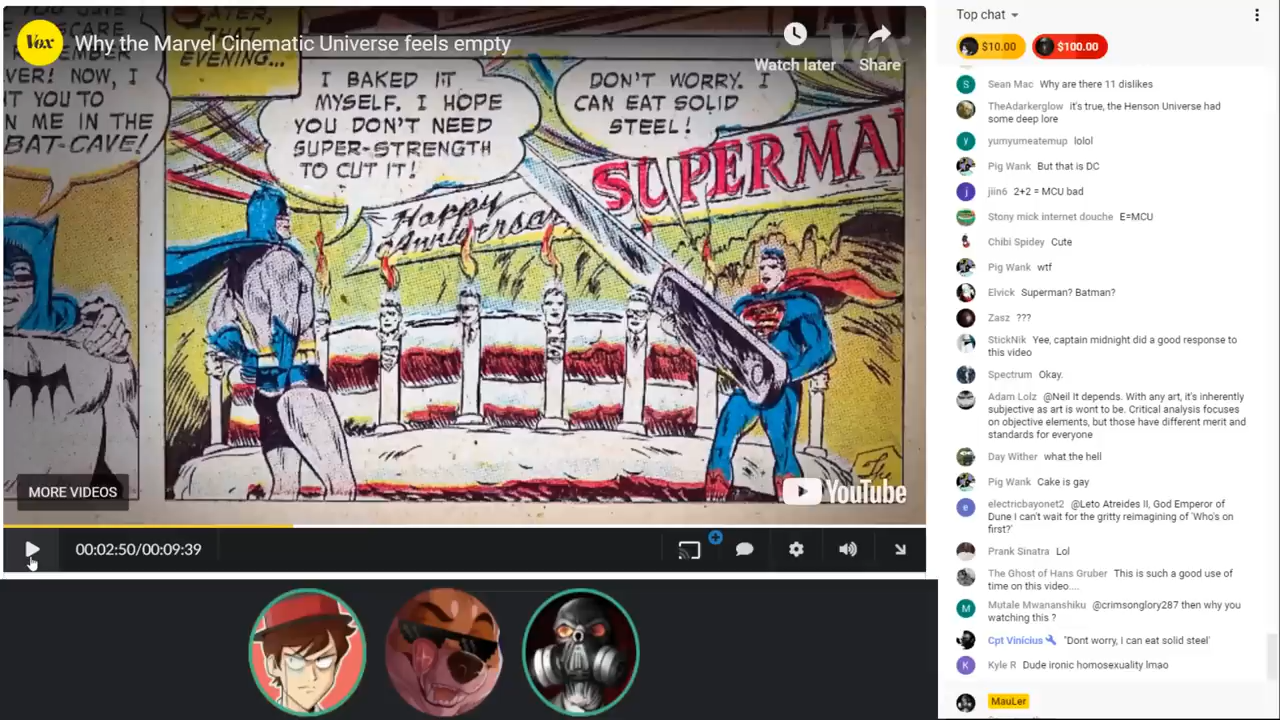 Vox
Why the Marvel Cinematic Universe feels empty
Watch later
Share
NOW, I
T YOU TO
N ME IN THE
BAT-CAVE!
LATER,
THAT
EVENING...
I BAKED IT
MYSELF. I HOPE
YOU DON'T NEED
SUPER-STRENGTH
TO CUT IT!
DON'T WORRY. I
CAN EAT SOLID
STEEL!
SUPERMAN
Happy
Anniversary
MORE VIDEOS
YouTube
00:02:50/00:09:39
Top chat
$10.00
$100.00
Sean Mac Why are there 11 dislikes
TheAdarkerglow it's true, the Henson Universe had
some deep lore
yumyumeatemup lolol
Pig Wank But that is DC
jiin6 2+2 = MCU bad
Stony mick internet douche E=MCU
Chibi Spidey Cute
Pig Wank wtf
Elvick Superman? Batman?
Zasz ???
StickNik Yee, captain midnight did a good response to
this video
Spectrum Okay.
Adam Lolz @Neil It depends. With any art, it's inherently
subjective as art is wont to be. Critical analysis focuses
on objective elements, but those have different merit and
standards for everyone
Day Wither what the hell
Pig Wank Cake is gay
electricbayonet2 @Leto Atreides II, God Emperor of
Dune I can't wait for the gritty reimagining of 'Who's on
first?'
Prank Sinatra Lol
The Ghost of Hans Gruber This is such a good use of
time on this video....
Mutale Mwananshiku @crimsonglory287 then why you
watching this ?
Cpt Vinícius "Dont worry, I can eat solid steel'
Kyle R Dude ironic homosexuality lmao
MauLer